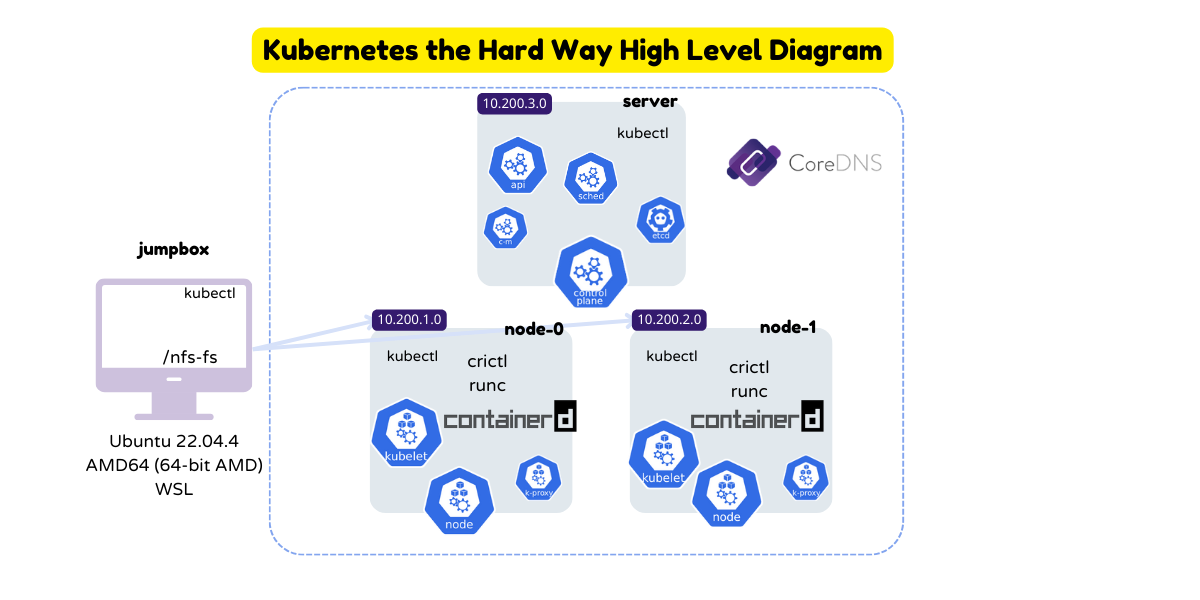 Kubernetes the Hard Way High Level Diagram
10.200.3.0
server
kubectl
api
sched
c-m
etcd
control
plane
CoreDNS
jumpbox
kubectl
/nfs-fs
Ubuntu 22.04.4
AMD64 (64-bit AMD)
WSL
10.200.1.0
node-0
kubectl
crictl
runc
containerd
kubelet
node
k-proxy
10.200.2.0
node-1
kubectl
crictl
runc
containerd
kubelet
node
k-proxy